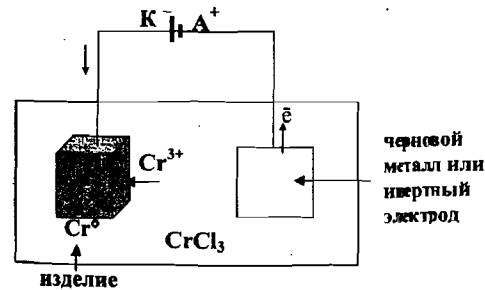 К⁻ А⁺
ē
Cr³⁺
Cr⁰
CrCl₃
изделие
черновой
металл или
инертный
электрод